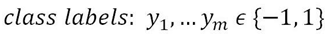 class labels: y₁, … yₘ ϵ {−1, 1}